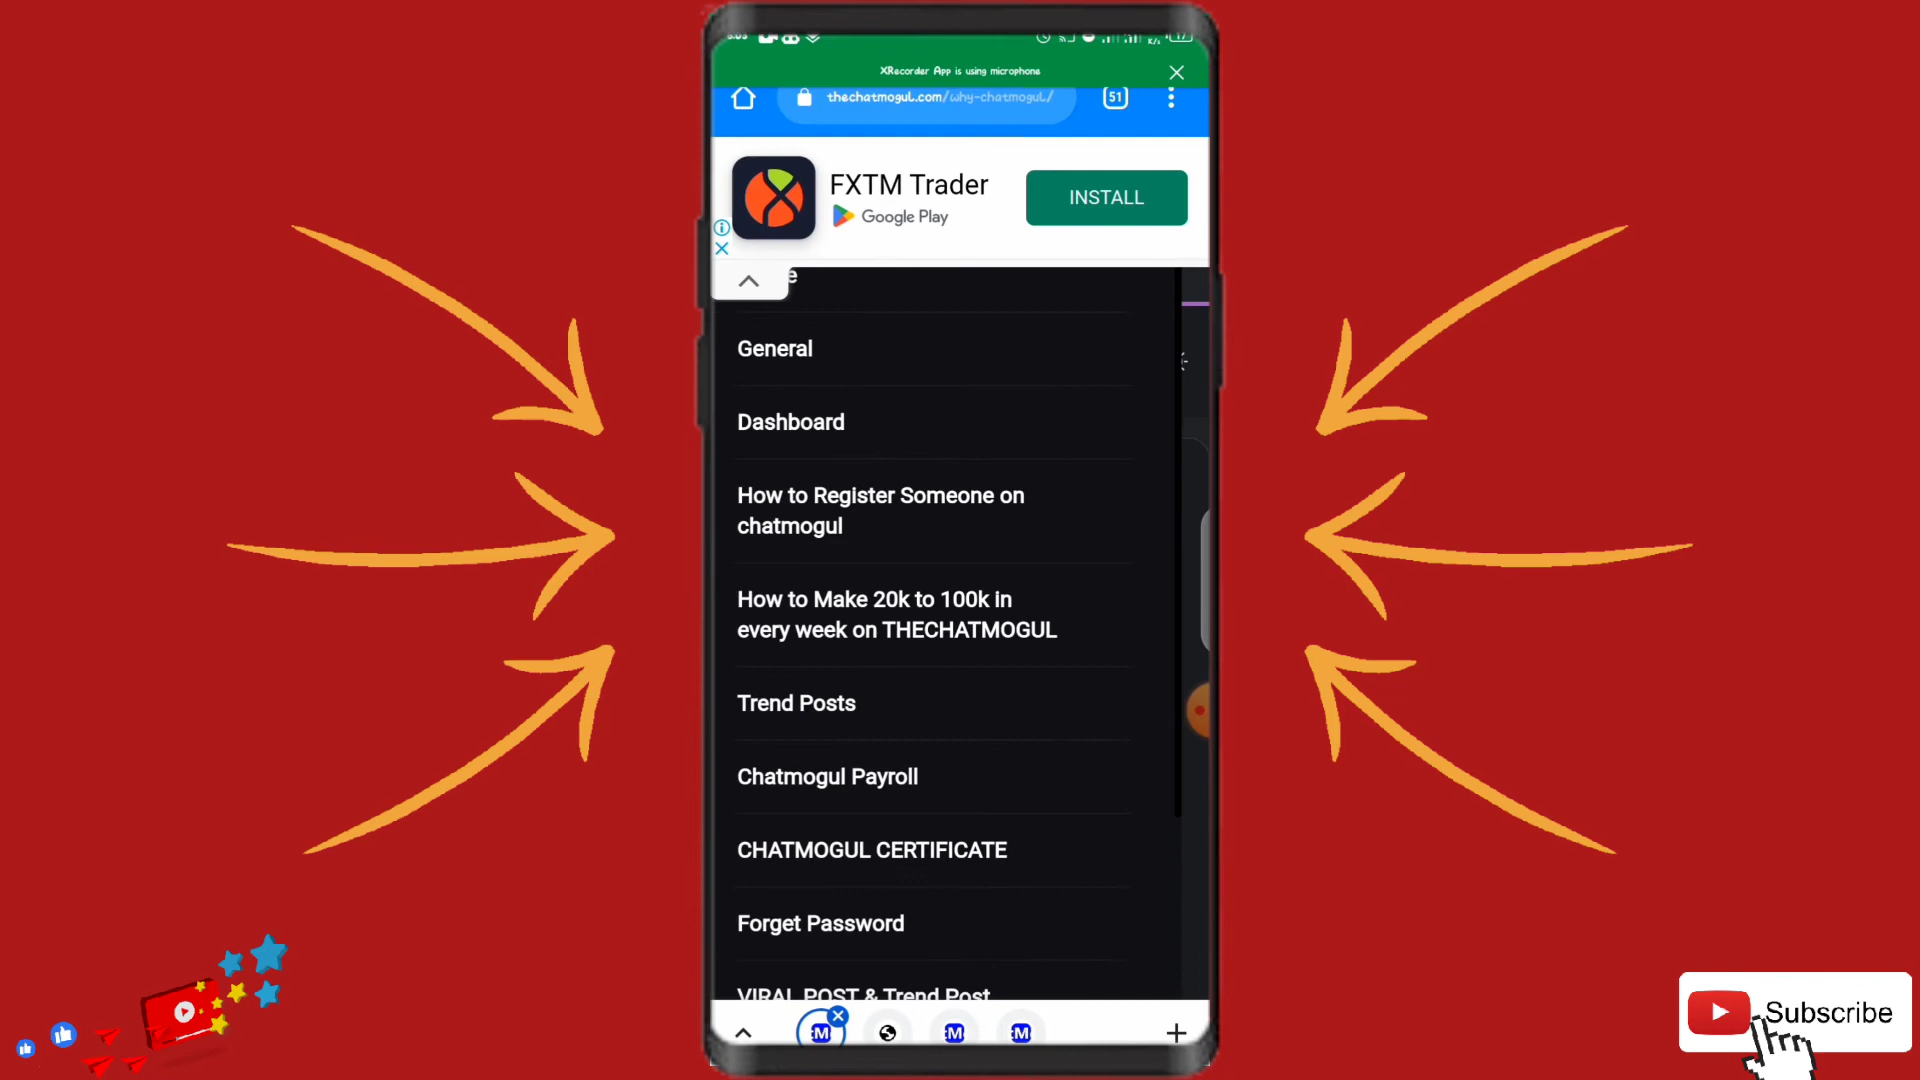 5:05
XRecorder App is using microphone
thechatmogul.com/why-chatmogul/
51
FXTM Trader
INSTALL
Google Play
e
General
Dashboard
How to Register Someone on
chatmogul
How to Make 20k to 100k in
every week on THECHATMOGUL
Trend Posts
Chatmogul Payroll
CHATMOGUL CERTIFICATE
Forget Password
VIRAL POST & Trend Post
:M
:M
:M
Subscribe